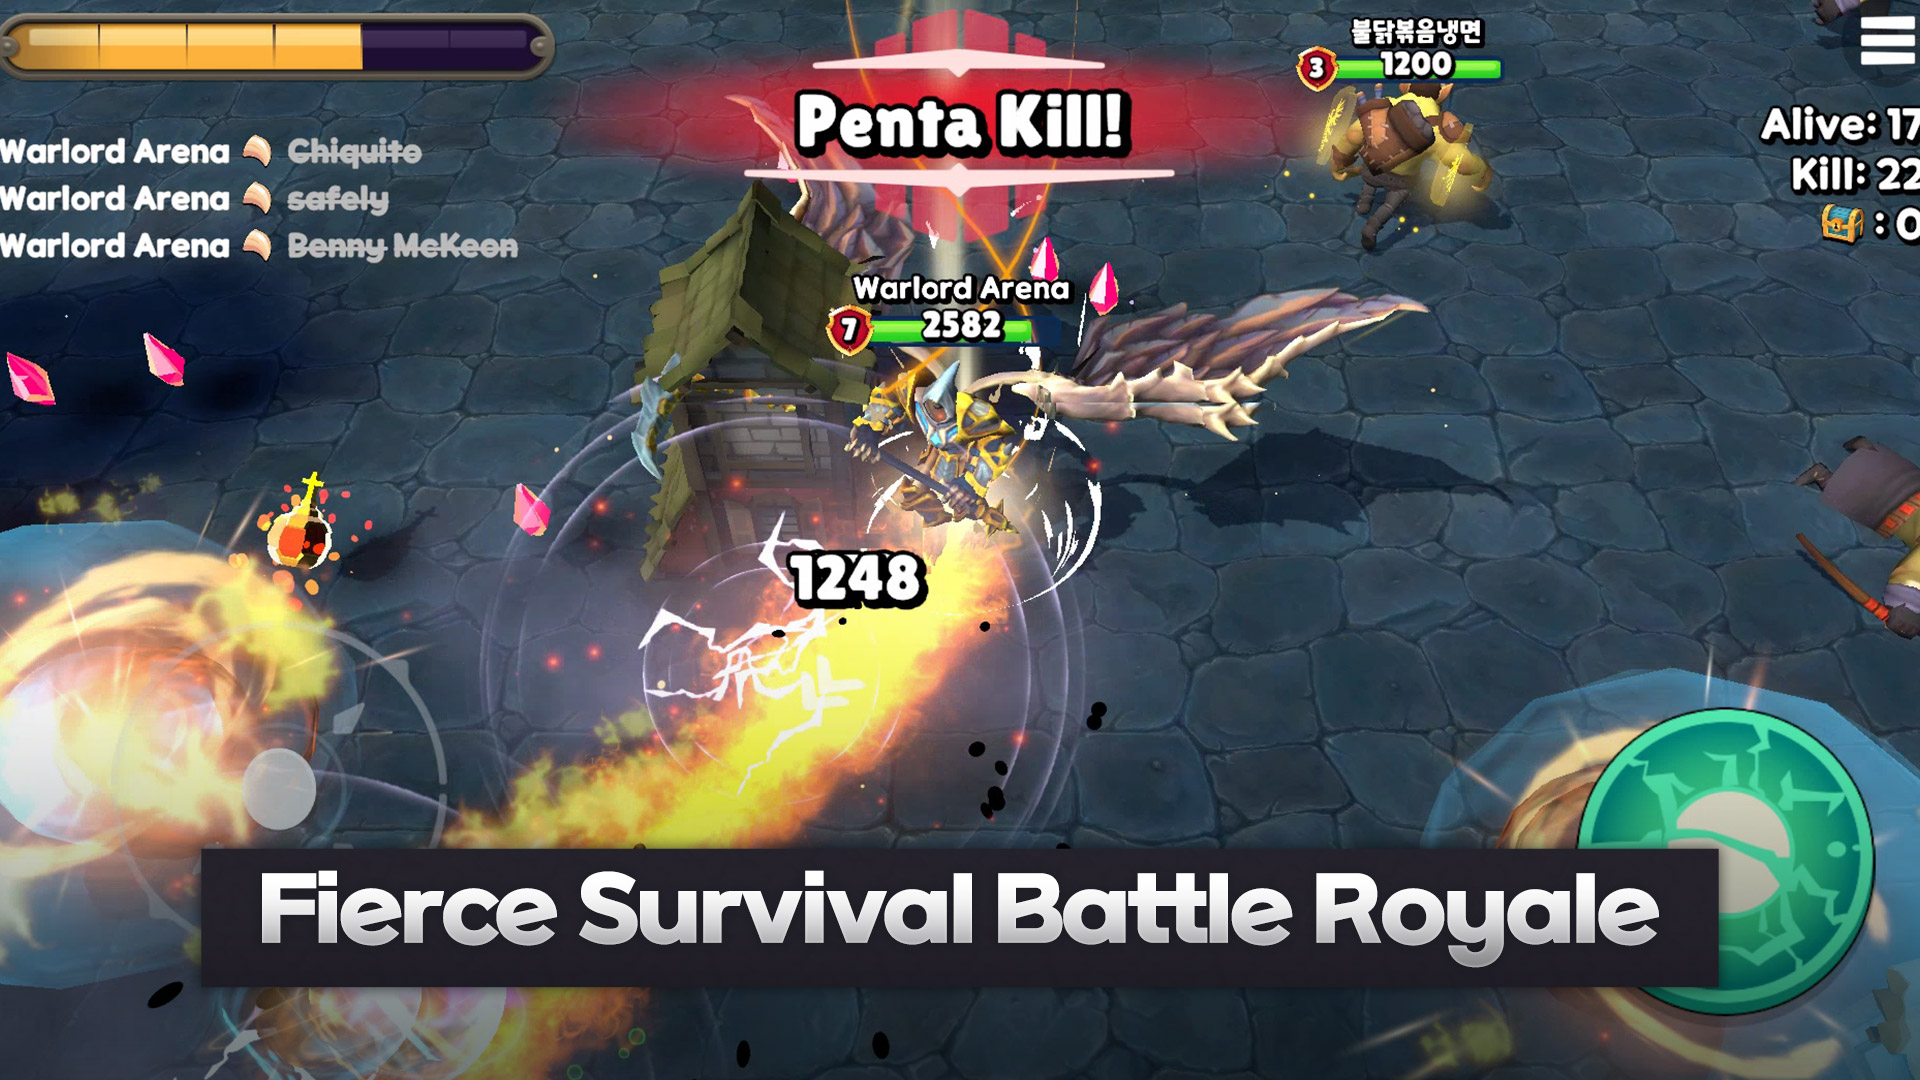 Penta Kill!
불닭볶음냉면
3 1200
Alive: 17
Kill: 22
: 0
Warlord Arena Chiquito
Warlord Arena safely
Warlord Arena Benny McKeon
Warlord Arena
7 2582
1248
Fierce Survival Battle Royale